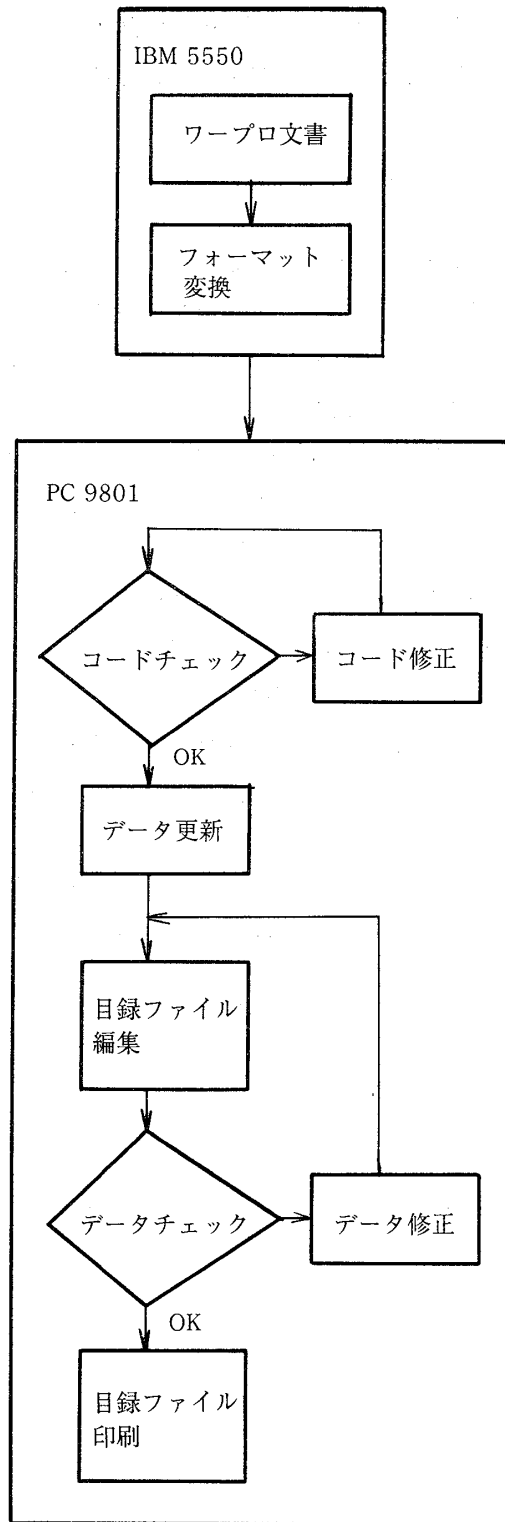 IBM 5550
ワープロ文書
フォーマット
変換
PC 9801
コードチェック
コード修正
OK
データ更新
目録ファイル
編集
データチェック
データ修正
OK
目録ファイル
印刷